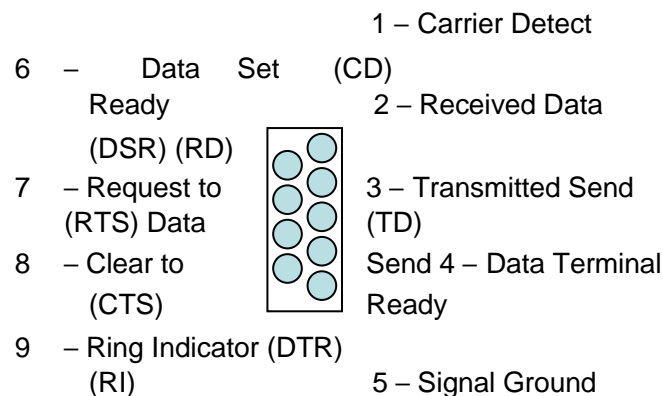 1 – Carrier Detect
6 – Data Set (CD)
Ready 2 – Received Data
(DSR) (RD)
7 – Request to 3 – Transmitted Send
(RTS) Data (TD)
8 – Clear to Send 4 – Data Terminal
(CTS) Ready
9 – Ring Indicator (DTR)
(RI) 5 – Signal Ground